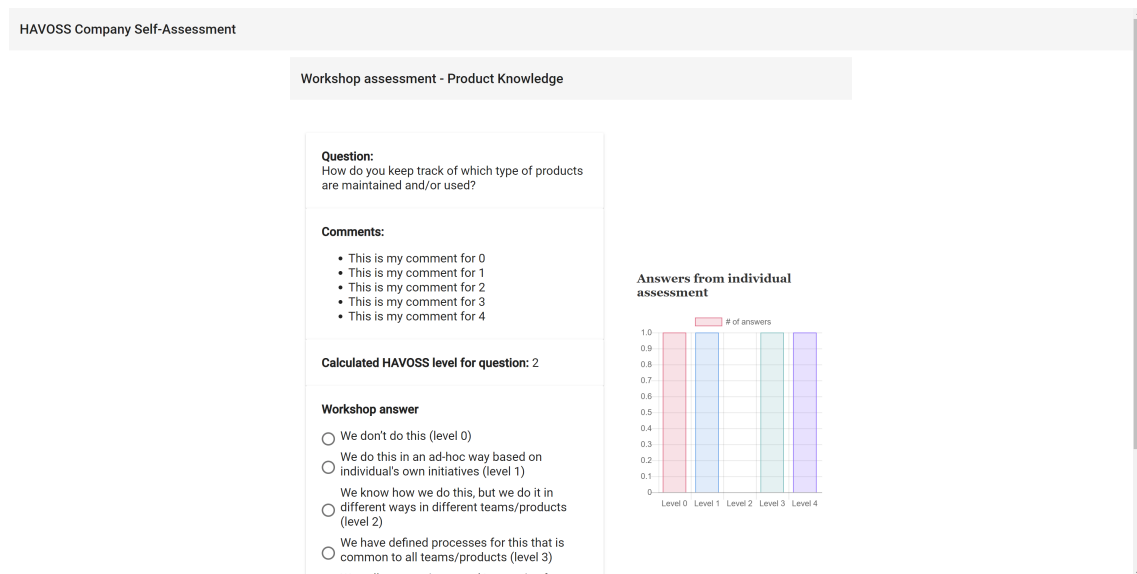 HAVOSS Company Self-Assessment
Workshop assessment - Product Knowledge
Question:
How do you keep track of which type of products
are maintained and/or used?
Comments:
• This is my comment for 0
• This is my comment for 1
• This is my comment for 2
• This is my comment for 3
• This is my comment for 4
Calculated HAVOSS level for question: 2
Workshop answer
We don't do this (level 0)
We do this in an ad-hoc way based on
individual's own initiatives (level 1)
We know how we do this, but we do it in
different ways in different teams/products
(level 2)
We have defined processes for this that is
common to all teams/products (level 3)
Answers from individual
assessment
# of answers
1.0
0.9
0.8
0.7
0.6
0.5
0.4
0.3
0.2
0.1
0
Level 0 Level 1 Level 2 Level 3 Level 4